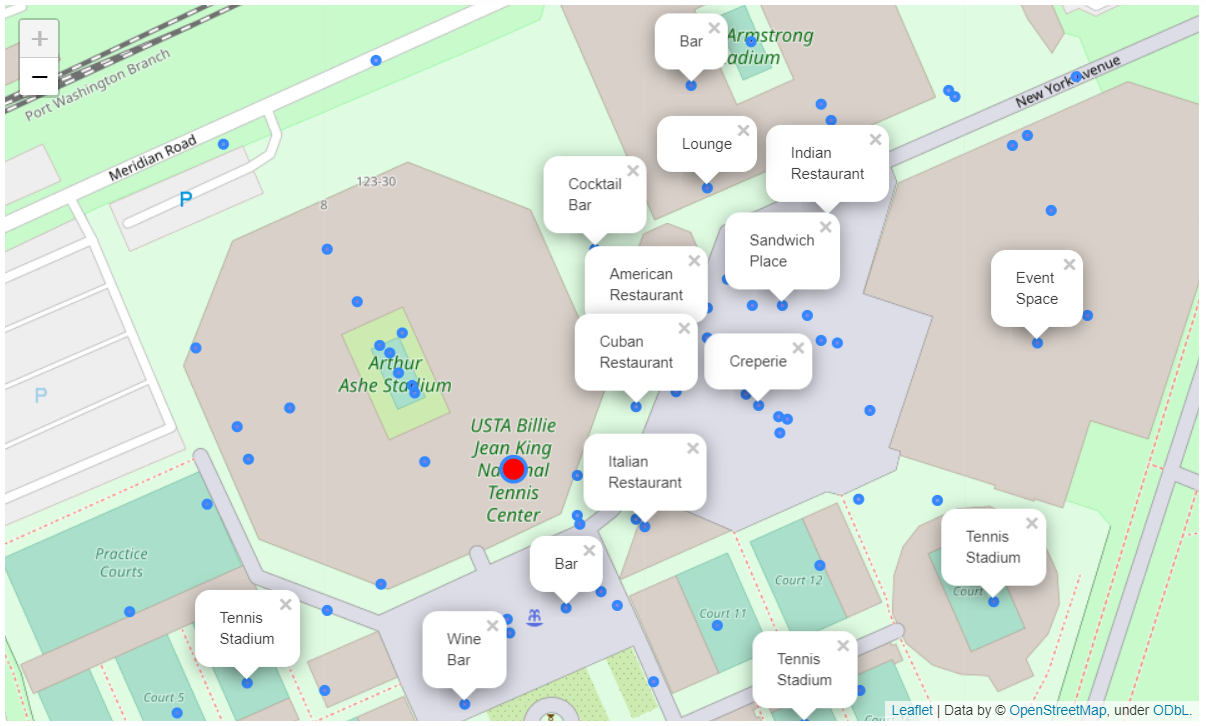 +
−
Port Washington Branch
Meridian Road
P
P
123-30
8
Bar
×
Armstrong
adium
New York Avenue
Lounge
×
Indian
Restaurant
×
Cocktail
Bar
×
Sandwich
Place
×
American
Restaurant
×
Event
Space
×
Cuban
Restaurant
×
Creperie
×
Arthur
Ashe Stadium
USTA Billie
Jean King
National
Tennis
Center
Italian
Restaurant
×
Practice
Courts
Tennis
Stadium
×
Bar
×
Court 12
Court 11
Tennis
Stadium
×
Court
Wine
Bar
×
Tennis
Stadium
×
Court 5
Leaflet | Data by © OpenStreetMap, under ODbL.